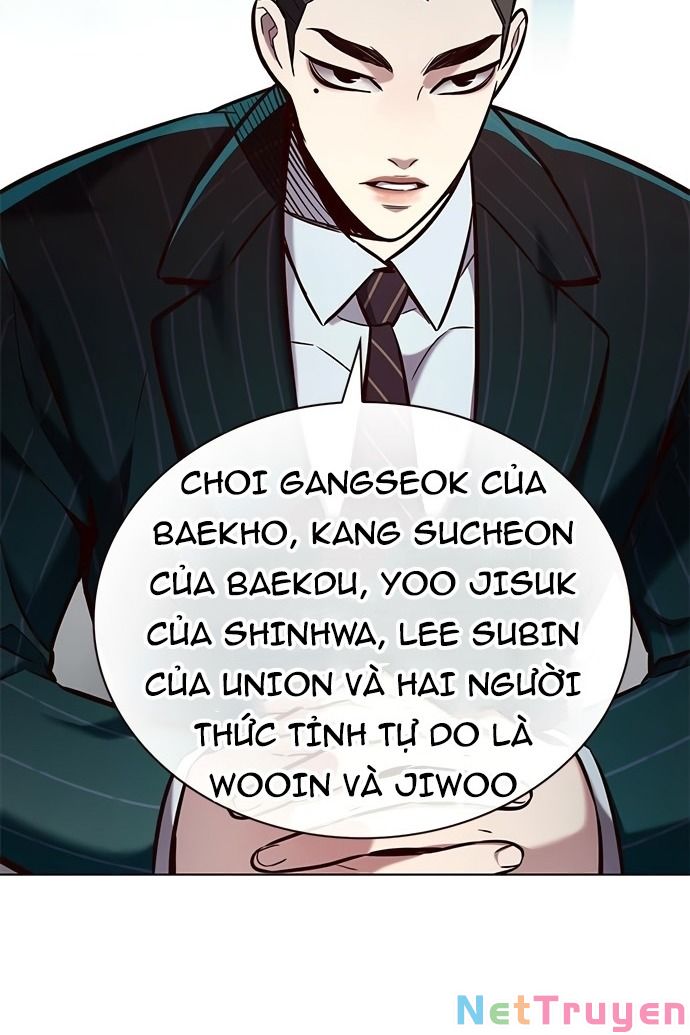 CHOI GANGSEOK CỦA
BAEKHO, KANG SUCHEON
CỦA BAEKDU, YOO JISUK
CỦA SHINHWA, LEE SUBIN
CỦA UNION VÀ HAI NGƯỜI
THỨC TỈNH TỰ DO LÀ
WOOIN VÀ JIWOO
NetTruyen